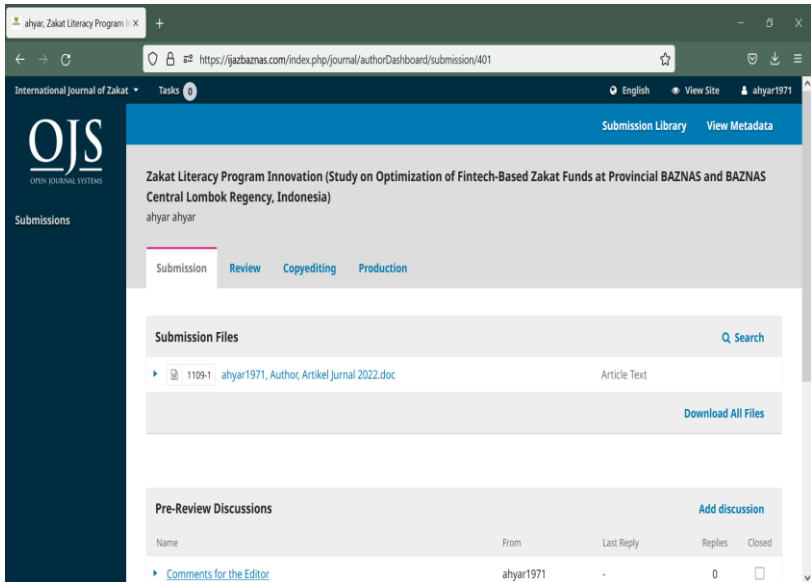 ahyar, Zakat Literacy Program I
https://ijazbaznas.com/index.php/journal/authorDashboard/submission/401
International Journal of Zakat Tasks 0 English View Site ahyar1971
OJS
OPEN JOURNAL SYSTEMS
Submissions
Submission Library View Metadata
Zakat Literacy Program Innovation (Study on Optimization of Fintech-Based Zakat Funds at Provincial BAZNAS and BAZNAS
Central Lombok Regency, Indonesia)
ahyar ahyar
Submission Review Copyediting Production
Submission Files Search
1109-1 ahyar1971, Author, Artikel Jurnal 2022.doc Article Text
Download All Files
Pre-Review Discussions Add discussion
Name From Last Reply Replies Closed
Comments for the Editor ahyar1971 - 0